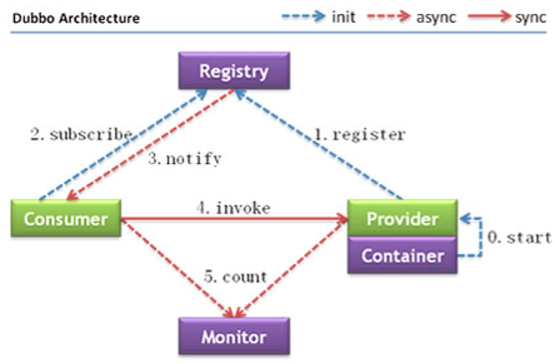 Dubbo Architecture
init
async
sync
Registry
2. subscribe
1. register
3. notify
Consumer
4. invoke
Provider
Container
0. start
5. count
Monitor